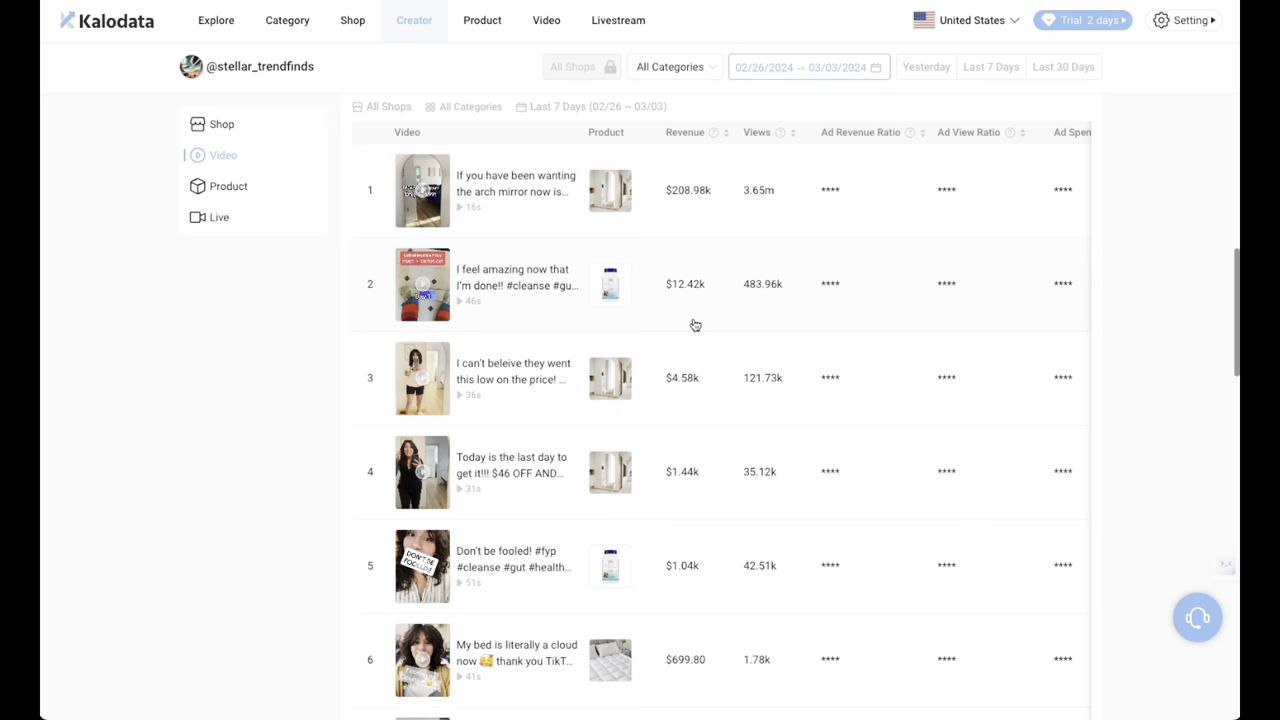 Kalodata Explore Category Shop Creator Product Video Livestream United States Trial 2 days Setting
@stellar_trendfinds All Shops All Categories 02/26/2024 → 03/03/2024 Yesterday Last 7 Days Last 30 Days
Shop
Video
Product
Live
All Shops All Categories Last 7 Days (02/26 ~ 03/03)
Video Product Revenue Views Ad Revenue Ratio Ad View Ratio Ad Spen
1 If you have been wanting $208.98k 3.65m **** **** ****
the arch mirror now is...
16s
2 I feel amazing now that $12.42k 483.96k **** **** ****
I'm done!! #cleanse #gu...
46s
3 I can't beleive they went $4.58k 121.73k **** **** ****
this low on the price! ...
36s
4 Today is the last day to $1.44k 35.12k **** **** ****
get it!!! $46 OFF AND...
31s
5 Don't be fooled! #fyp $1.04k 42.51k **** **** ****
#cleanse #gut #health...
51s
DON'T BE
FOOLED!
6 My bed is literally a cloud $699.80 1.78k **** **** ****
now 🥰 thank you TikT...
41s